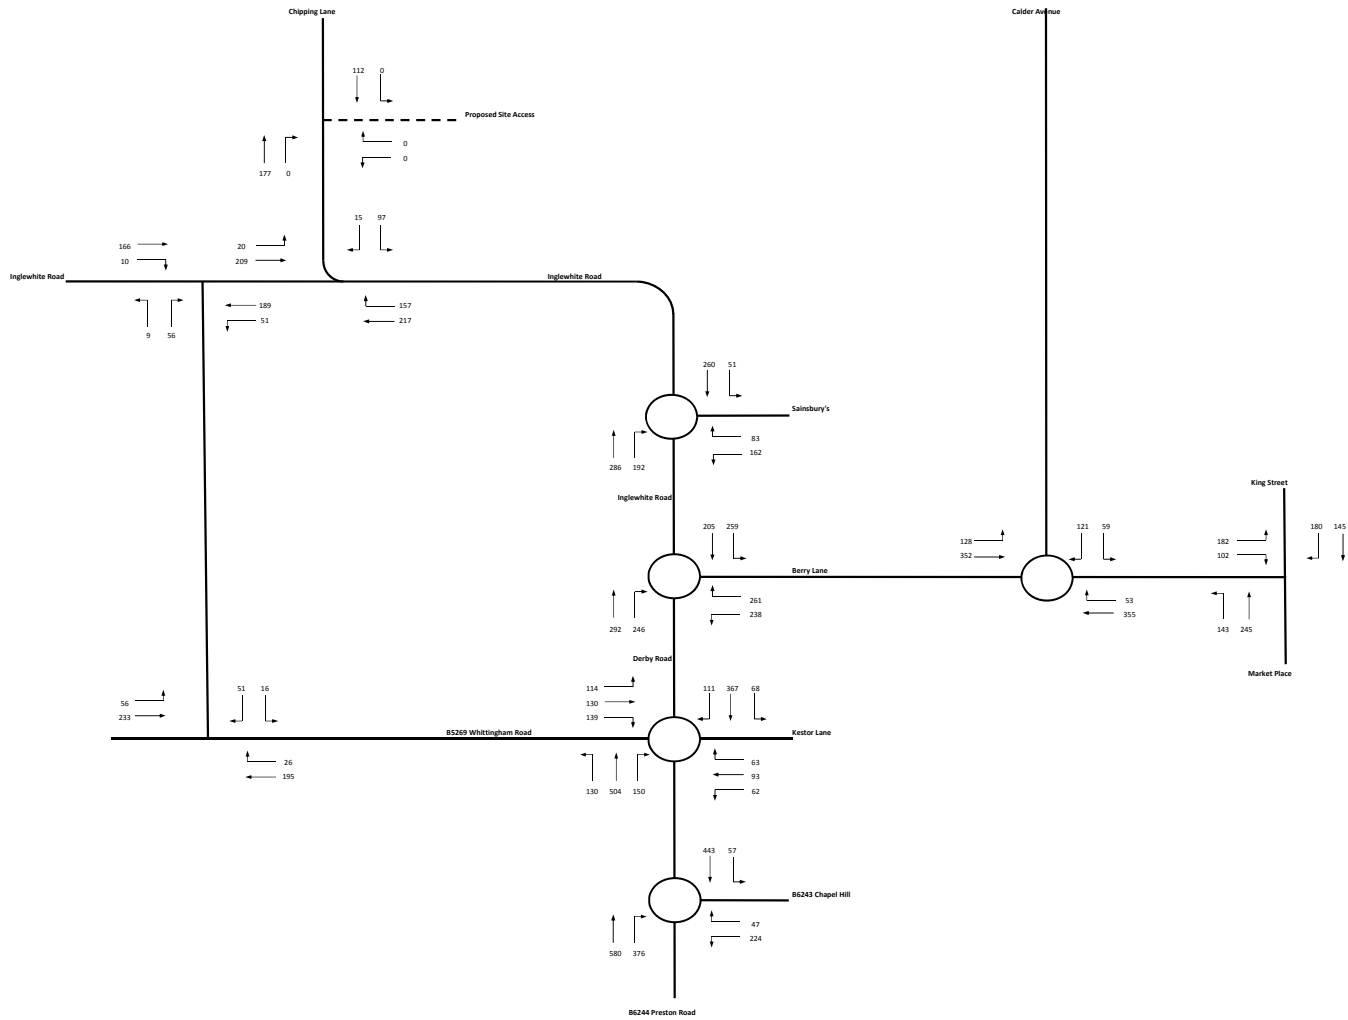 Chipping Lane
Calder Avenue
112 0
Proposed Site Access
0
0
177 0
15 97
166
20
10
209
Inglewhite Road
Inglewhite Road
189
157
51
217
9 56
260 51
Sainsbury's
83
162
286 192
King Street
Inglewhite Road
205 259
121 59
180 145
128
182
352
102
Berry Lane
261
53
238
355
292 246
143 245
Derby Road
Market Place
114
111 367 68
51 16
56
130
233
139
B5269 Whittingham Road
Kestor Lane
26
63
195
93
130 504 150
62
443 57
B6243 Chapel Hill
47
224
580 376
B6244 Preston Road